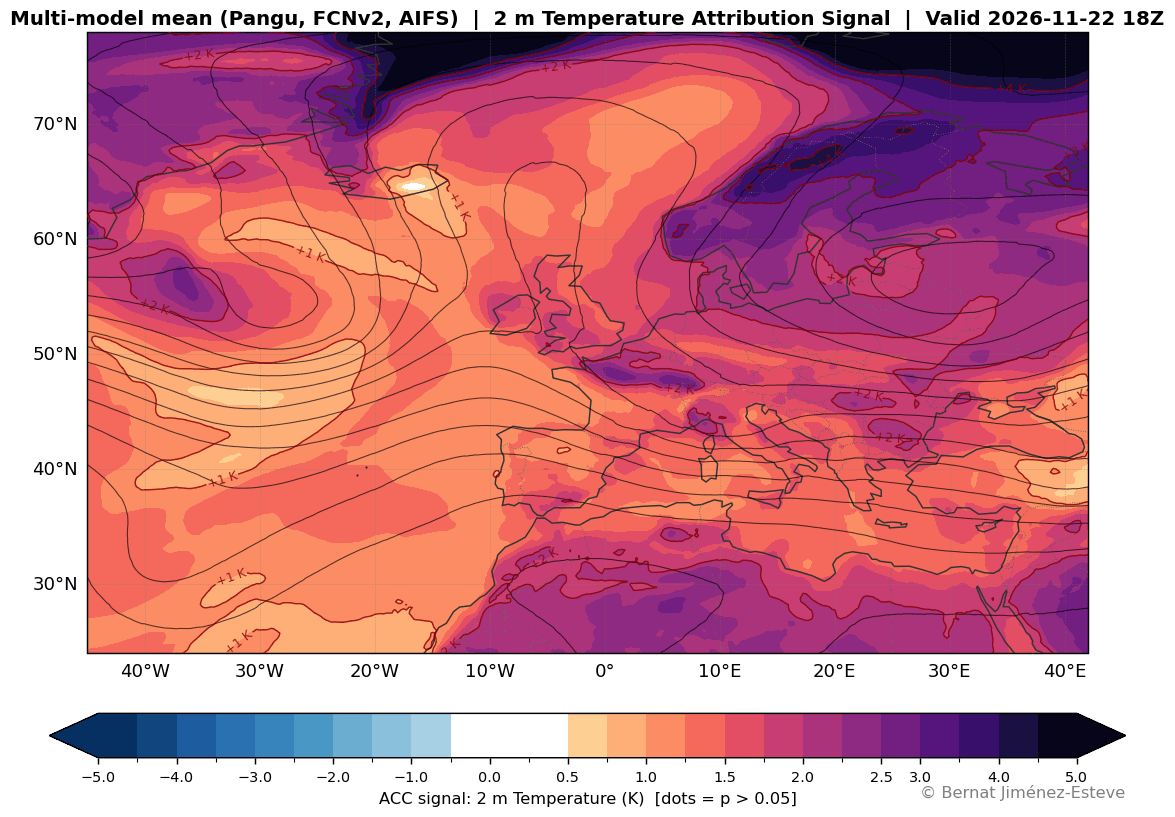 Multi-model mean (Pangu, FCNv2, AIFS)  |  2 m Temperature Attribution Signal  |  Valid 2026-11-22 18Z
+2 K
+2 K
+4 K
70°N
+1 K
60°N
+1 K
+2 K
+2 K
50°N
+2 K
+2 K
+1 K
+2 K
40°N
+1 K
+2 K
30°N
+1 K
+1 K
2 K
40°W 30°W 20°W 10°W 0° 10°E 20°E 30°E 40°E
−5.0 −4.0 −3.0 −2.0 −1.0 0.0 0.5 1.0 1.5 2.0 2.5 3.0 4.0 5.0
ACC signal: 2 m Temperature (K)  [dots = p > 0.05]
© Bernat Jiménez-Esteve